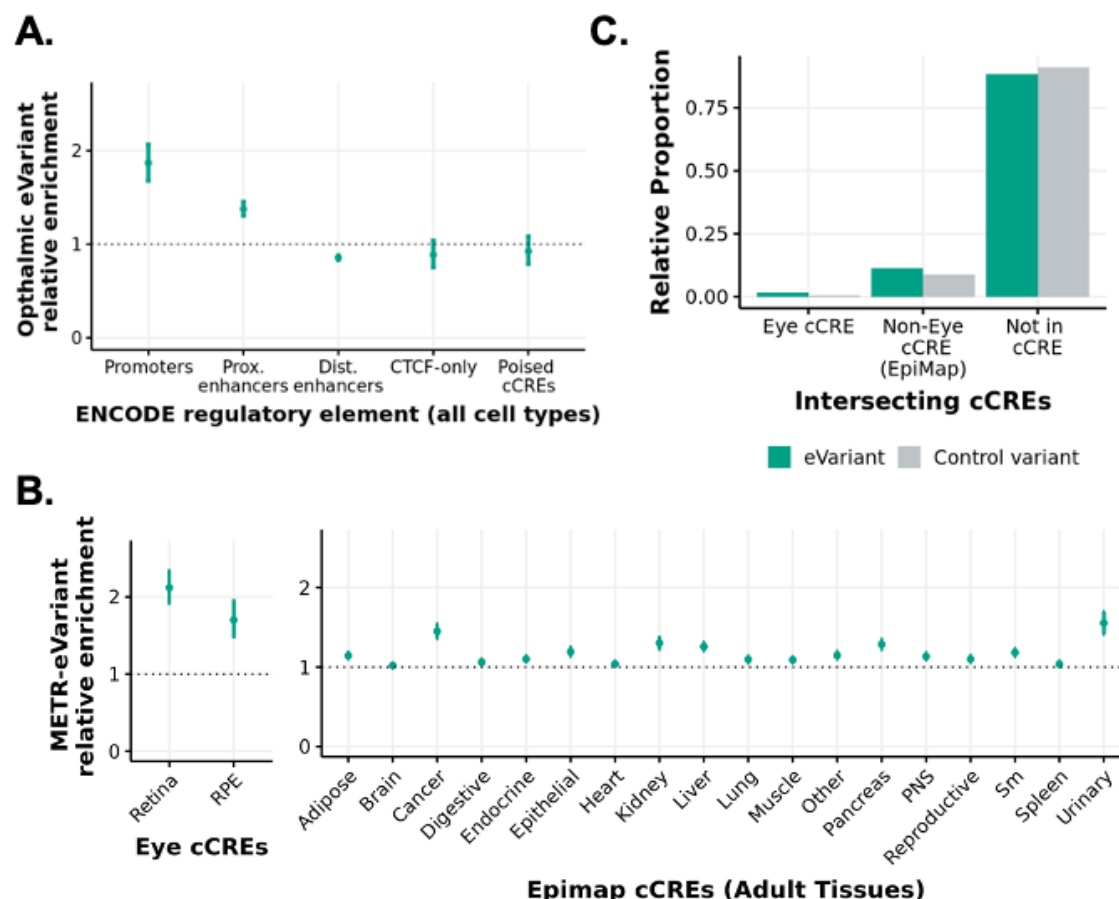 A.
Opthalmic eVariant
relative enrichment
2
1
0
Promoters
Prox.
enhancers
Dist.
enhancers
CTCF-only
Poised
cCREs
ENCODE regulatory element (all cell types)
C.
Relative Proportion
0.75
0.50
0.25
0.00
Eye cCRE
Non-Eye
cCRE
(EpiMap)
Not in
cCRE
Intersecting cCREs
eVariant
Control variant
B.
METR-eVariant
relative enrichment
2
1
0
Retina
RPE
Eye cCREs
2
1
0
Adipose
Brain
Cancer
Digestive
Endocrine
Epithelial
Heart
Kidney
Liver
Lung
Muscle
Other
Pancreas
PNS
Reproductive
Sm
Spleen
Urinary
Epimap cCREs (Adult Tissues)